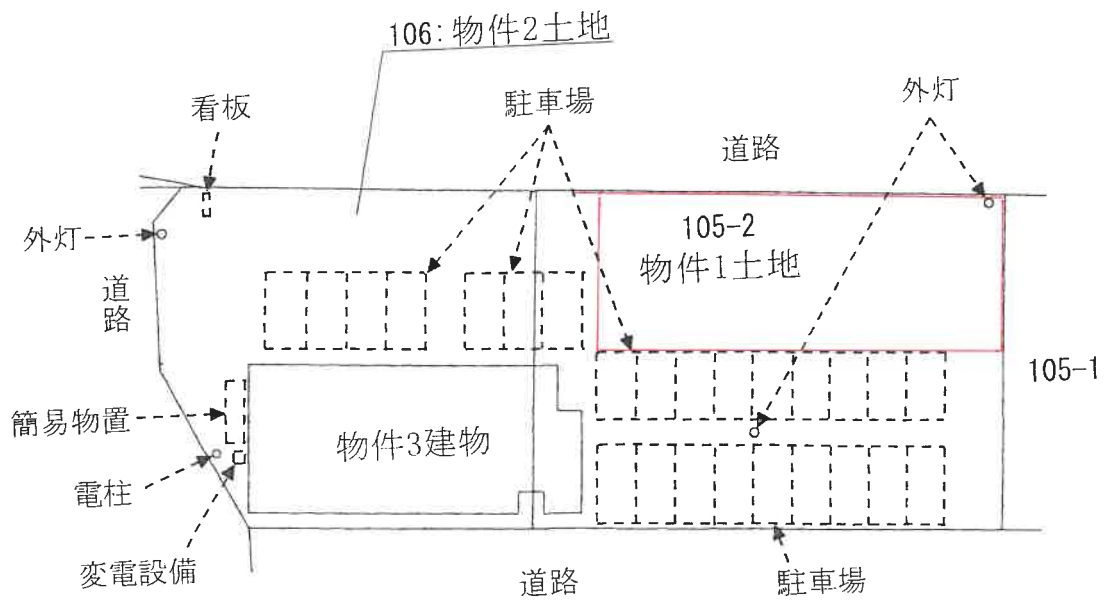 106:物件2土地
看板
駐車場
外灯
道路
105-2
物件1土地
外灯
道路
105-1
簡易物置
物件3建物
電柱
変電設備
道路
駐車場